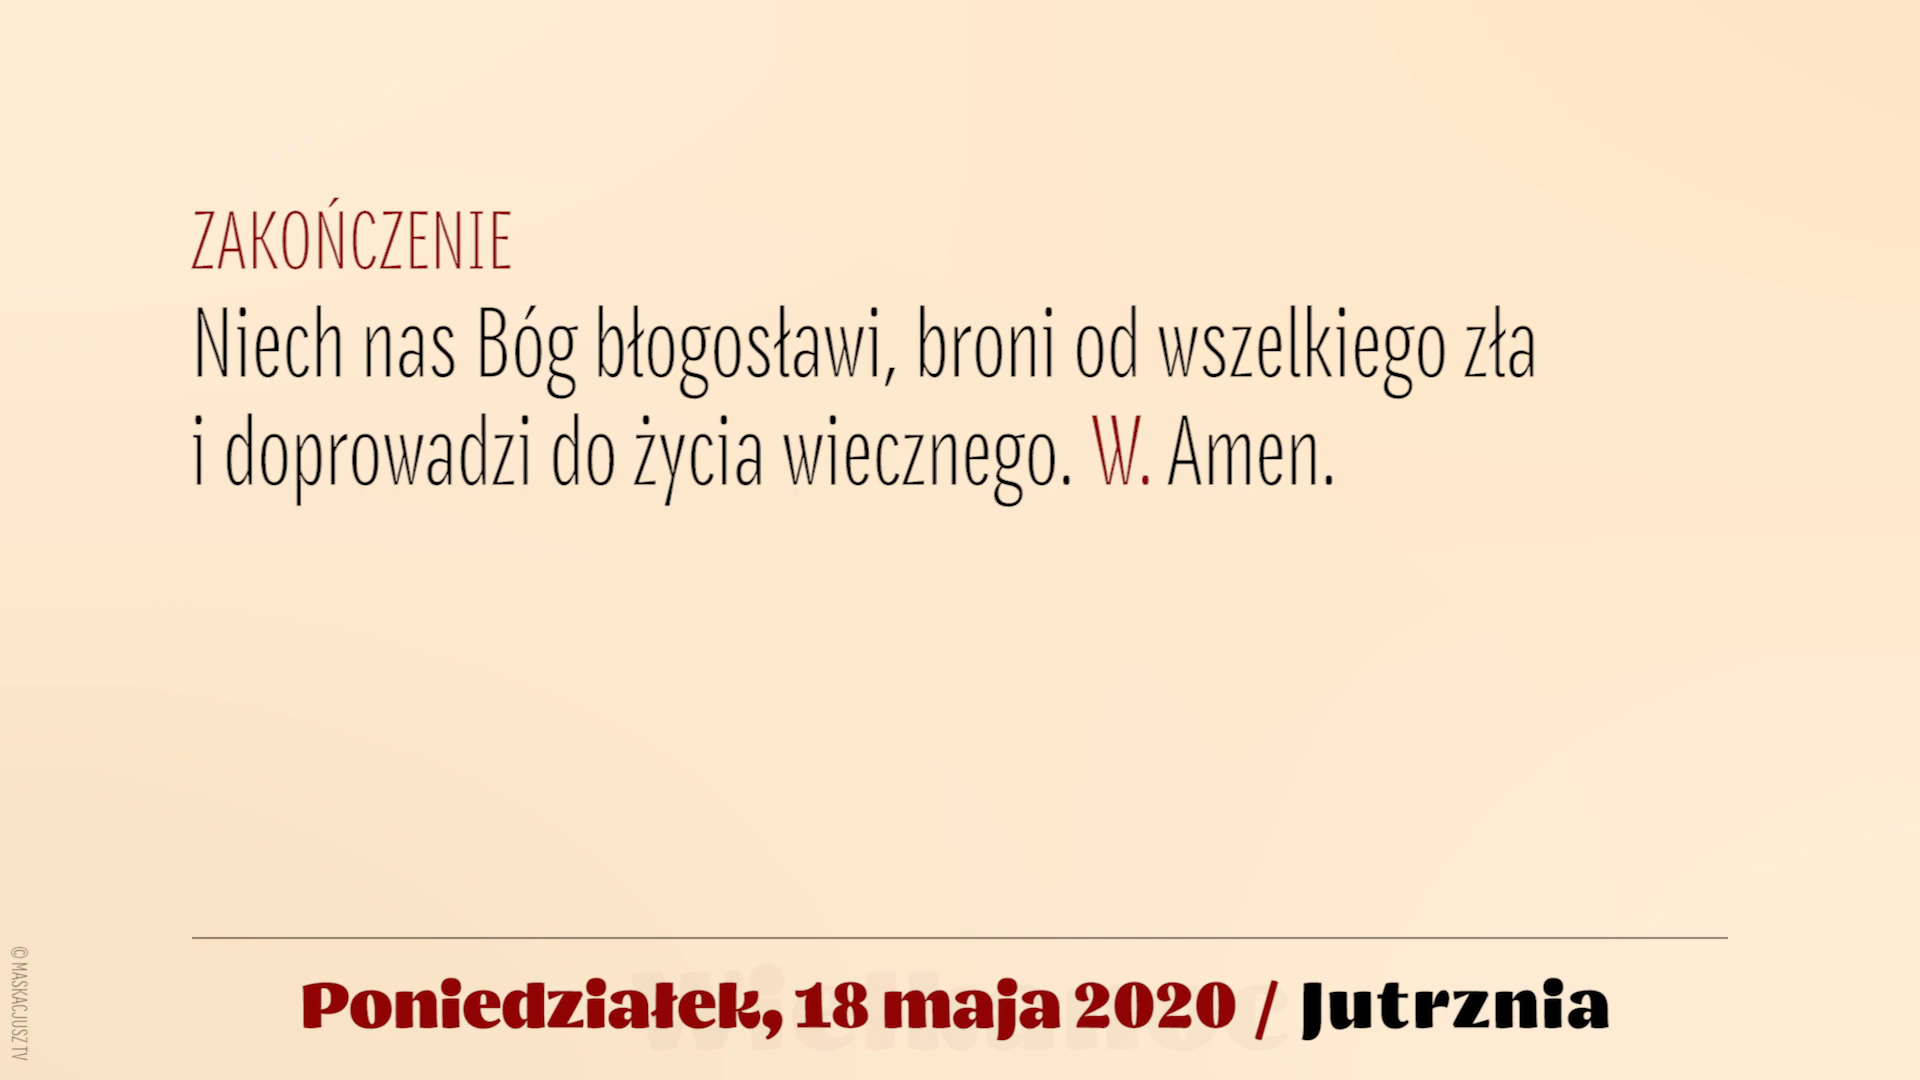 ZAKOŃCZENIE
Niech nas Bóg błogosławi, broni od wszelkiego zła
i doprowadzi do życia wiecznego. W. Amen.
Poniedziałek, 18 maja 2020 / Jutrznia
© MASKACJUSZ TV